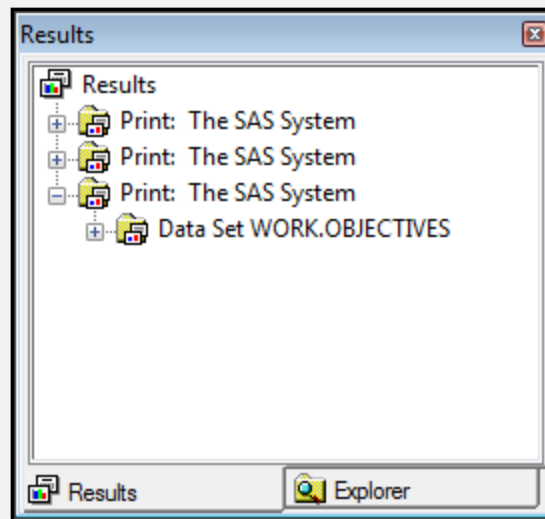 Results
Results
Print: The SAS System
Print: The SAS System
Print: The SAS System
Data Set WORK.OBJECTIVES
Results
Explorer